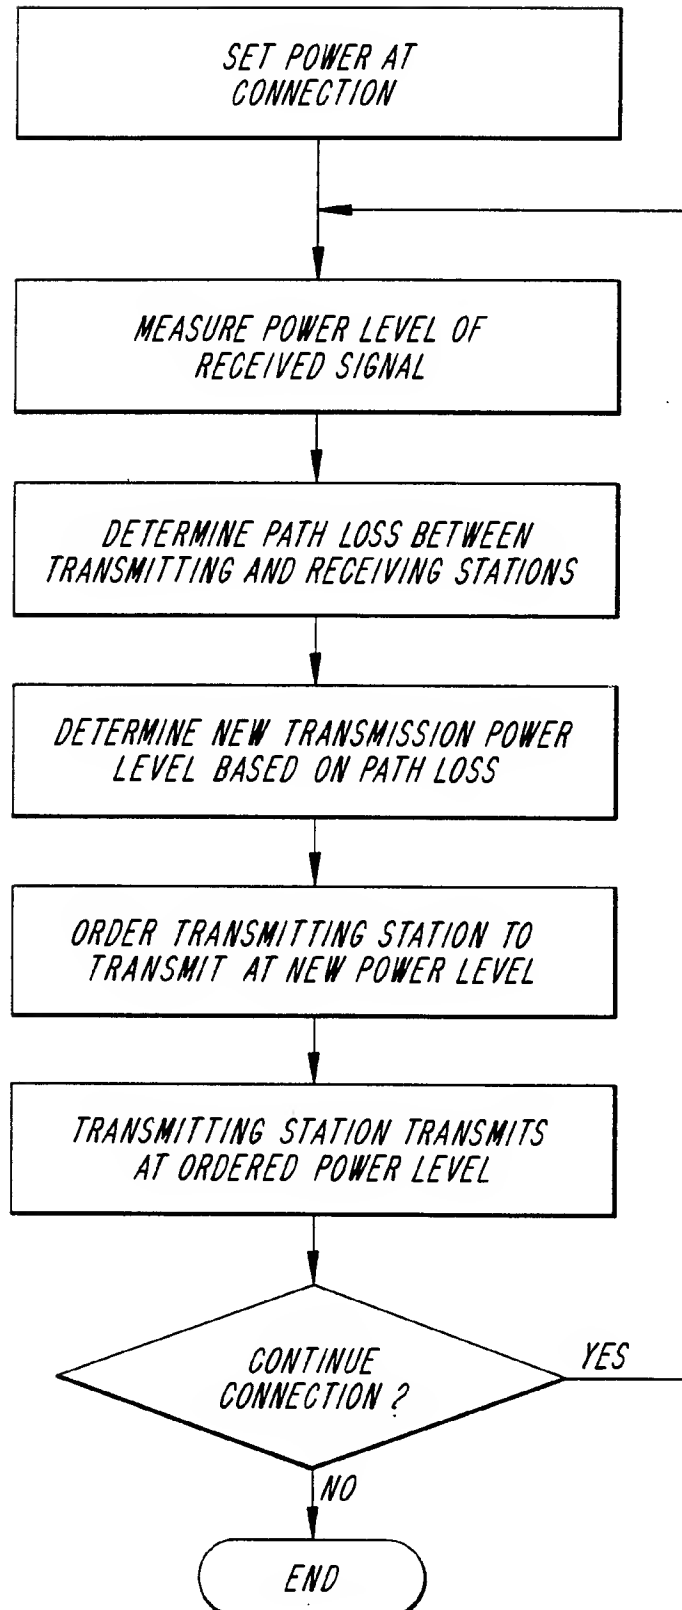 SET POWER AT
CONNECTION
MEASURE POWER LEVEL OF
RECEIVED SIGNAL
DETERMINE PATH LOSS BETWEEN
TRANSMITTING AND RECEIVING STATIONS
DETERMINE NEW TRANSMISSION POWER
LEVEL BASED ON PATH LOSS
ORDER TRANSMITTING STATION TO
TRANSMIT AT NEW POWER LEVEL
TRANSMITTING STATION TRANSMITS
AT ORDERED POWER LEVEL
CONTINUE
CONNECTION ?
YES
NO
END